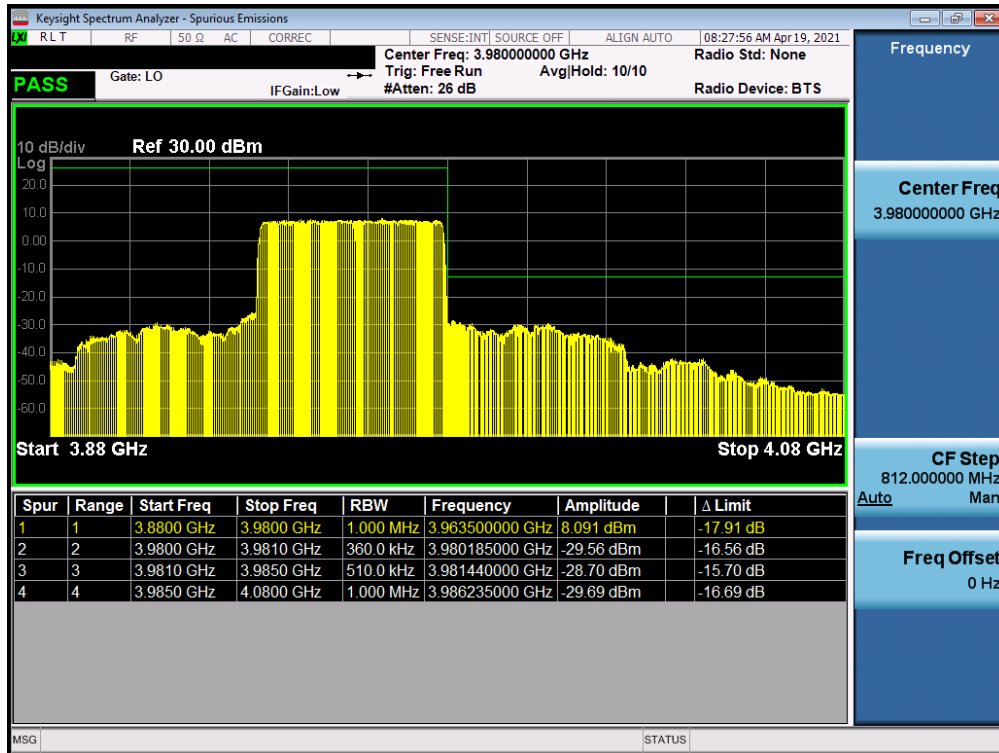 Keysight Spectrum Analyzer - Spurious Emissions
LXI RLT RF 50 Ω AC CORREC SENSE:INT SOURCE OFF ALIGN AUTO 08:27:56 AM Apr 19, 2021
Center Freq: 3.980000000 GHz Radio Std: None
Gate: LO Trig: Free Run Avg|Hold: 10/10
PASS IFGain:Low #Atten: 26 dB Radio Device: BTS
10 dB/div Ref 30.00 dBm
Log
20.0
10.0
0.00
-10.0
-20.0
-30.0
-40.0
-50.0
-60.0
Start 3.88 GHz Stop 4.08 GHz
Spur Range Start Freq Stop Freq RBW Frequency Amplitude Δ Limit
1 1 3.8800 GHz 3.9800 GHz 1.000 MHz 3.963500000 GHz 8.091 dBm -17.91 dB
2 2 3.9800 GHz 3.9810 GHz 360.0 kHz 3.980185000 GHz -29.56 dBm -16.56 dB
3 3 3.9810 GHz 3.9850 GHz 510.0 kHz 3.981440000 GHz -28.70 dBm -15.70 dB
4 4 3.9850 GHz 4.0800 GHz 1.000 MHz 3.986235000 GHz -29.69 dBm -16.69 dB
MSG STATUS
Frequency
Center Freq
3.980000000 GHz
CF Step
812.000000 MHz
Auto Man
Freq Offset
0 Hz